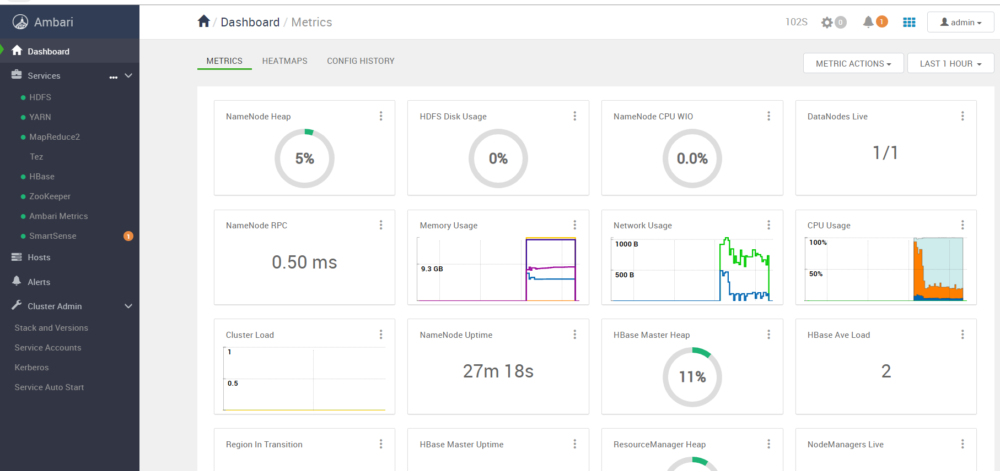 Ambari
/ Dashboard / Metrics
102S
0
1
admin
Dashboard
Services
...
HDFS
YARN
MapReduce2
Tez
HBase
ZooKeeper
Ambari Metrics
SmartSense
1
Hosts
Alerts
Cluster Admin
Stack and Versions
Service Accounts
Kerberos
Service Auto Start
METRICS
HEATMAPS
CONFIG HISTORY
METRIC ACTIONS
LAST 1 HOUR
NameNode Heap
5%
HDFS Disk Usage
0%
NameNode CPU WIO
0.0%
DataNodes Live
1/1
NameNode RPC
0.50 ms
Memory Usage
9.3 GB
Network Usage
1000 B
500 B
CPU Usage
100%
50%
Cluster Load
1
0.5
NameNode Uptime
27m 18s
HBase Master Heap
11%
HBase Ave Load
2
Region In Transition
HBase Master Uptime
ResourceManager Heap
NodeManagers Live